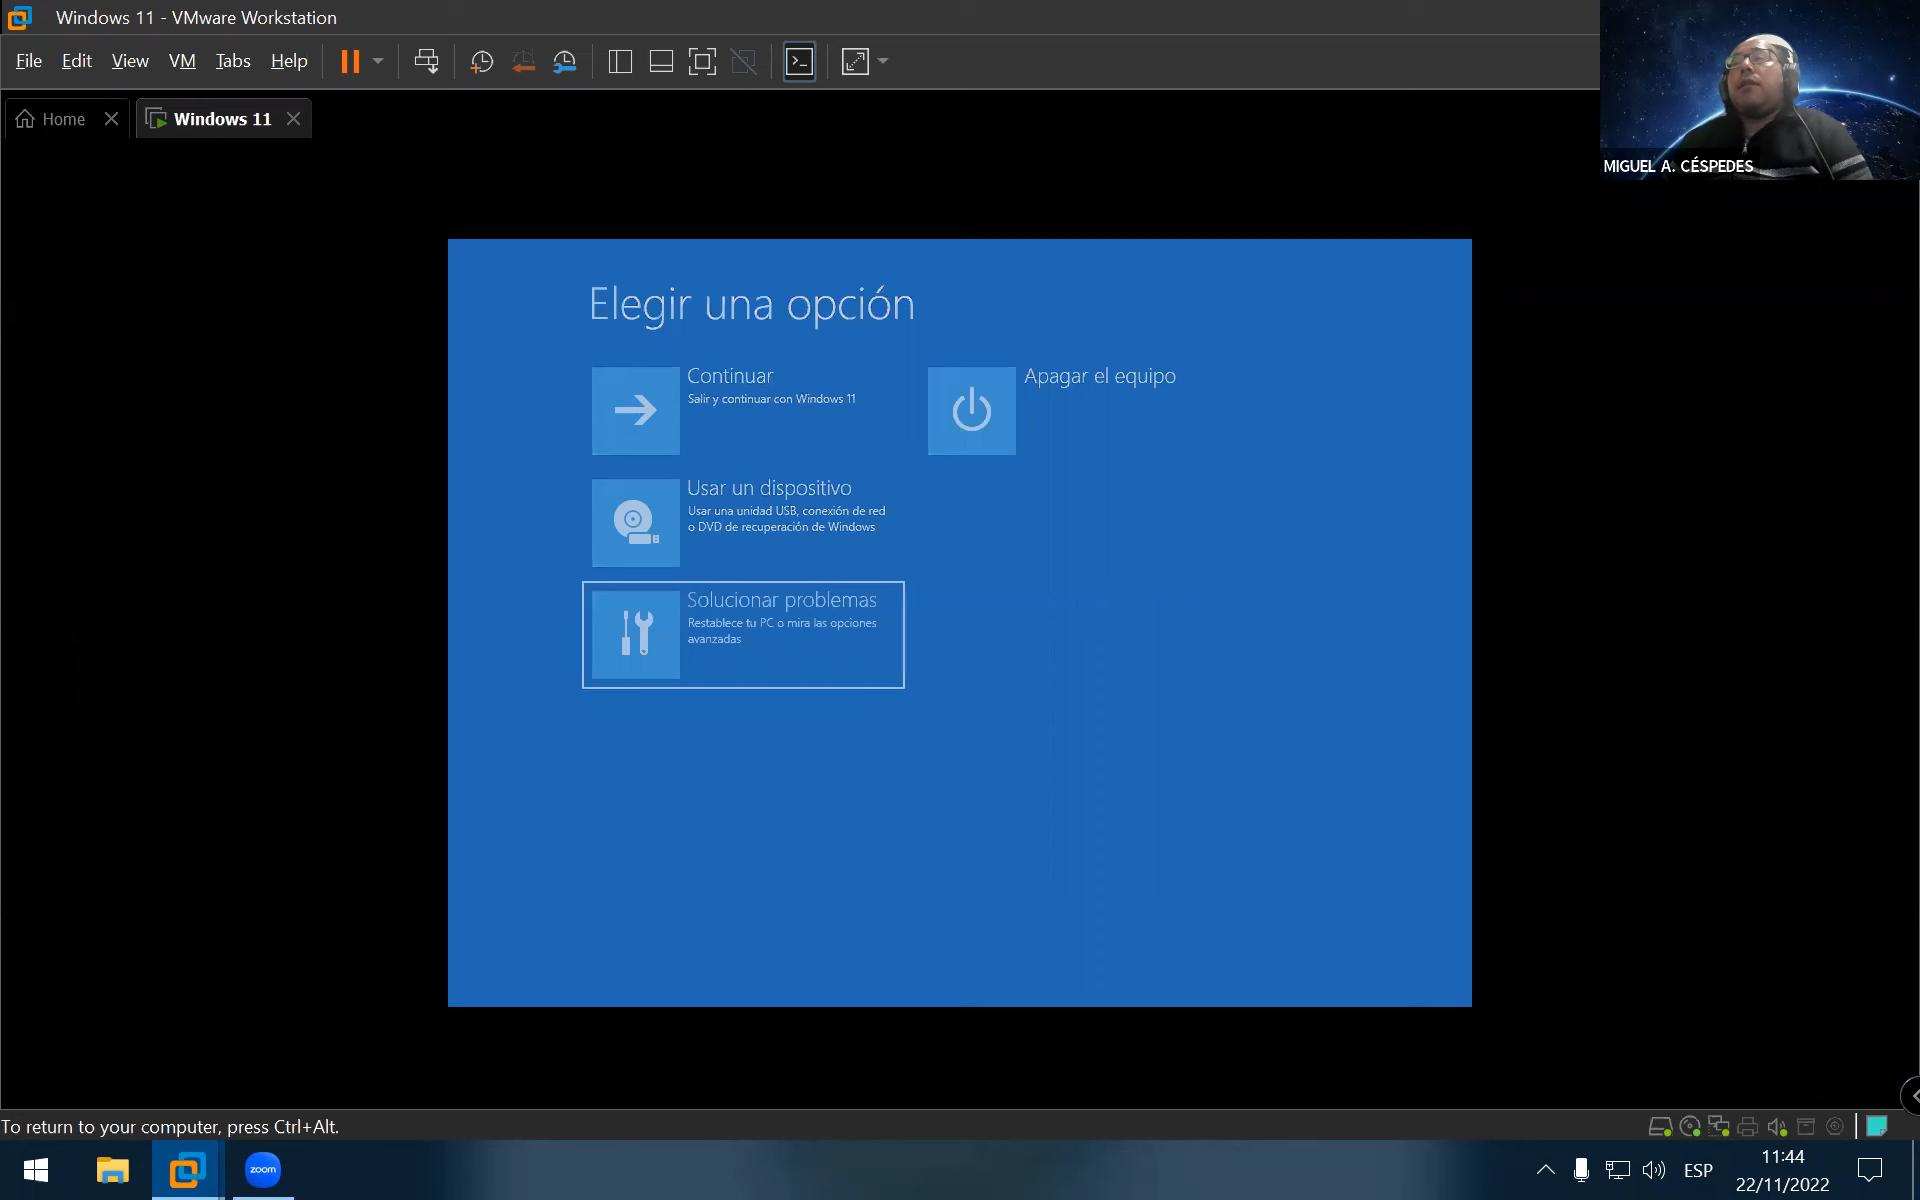 Windows 11 - VMware Workstation
File Edit View VM Tabs Help
Home Windows 11
MIGUEL A. CÉSPEDES
Elegir una opción
Continuar
Salir y continuar con Windows 11
Apagar el equipo
Usar un dispositivo
Usar una unidad USB, conexión de red
o DVD de recuperación de Windows
Solucionar problemas
Restablece tu PC o mira las opciones
avanzadas
To return to your computer, press Ctrl+Alt.
zoom
ESP
11:44
22/11/2022